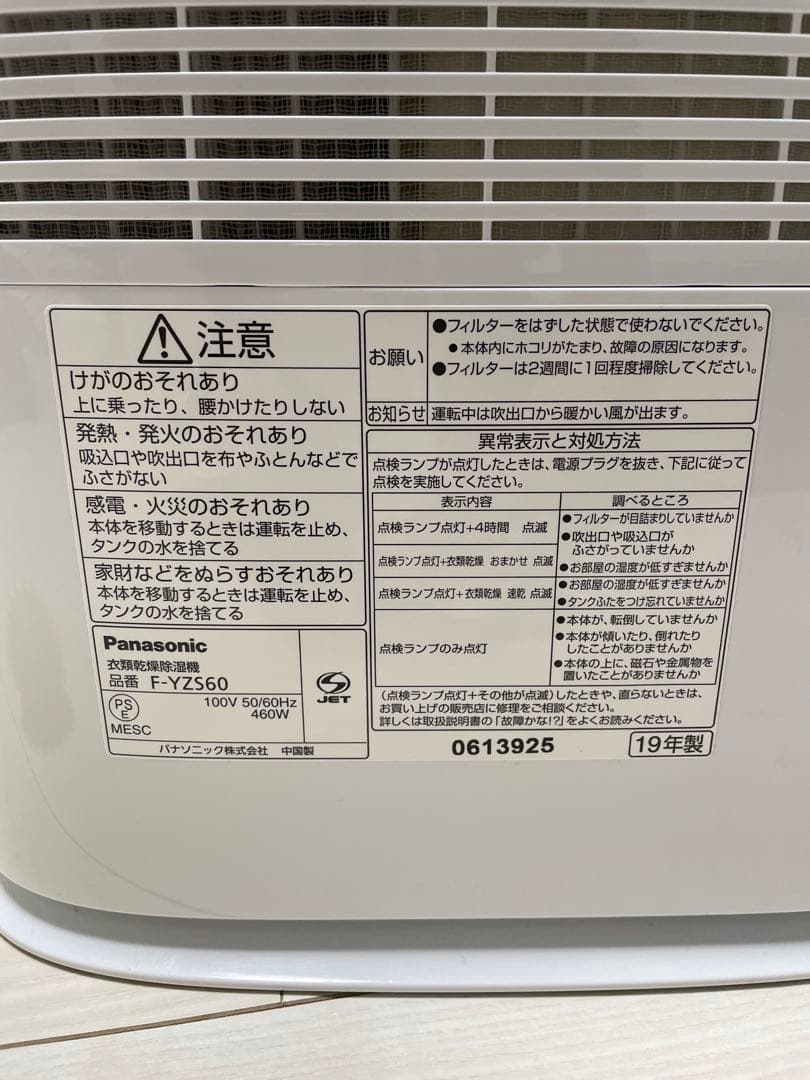 注意
けがのおそれあり
上に乗ったり、腰かけたりしない
発熱・発火のおそれあり
吸込口や吹出口を布やふとんなどで
ふさがない
感電・火災のおそれあり
本体を移動するときは運転を止め、
タンクの水を捨てる
家財などをぬらすおそれあり
本体を移動するときは運転を止め、
タンクの水を捨てる
Panasonic
衣類乾燥除湿機
品番 F-YZS60
100V 50/60Hz
460W
PS
E
MESC
JET
パナソニック株式会社 中国製
お願い
●フィルターをはずした状態で使わないでください。
●本体内にホコリがたまり、故障の原因になります。
●フィルターは2週間に1回程度掃除してください。
お知らせ 運転中は吹出口から暖かい風が出ます。
異常表示と対処方法
点検ランプが点灯したときは、電源プラグを抜き、下記に従って
点検を実施してください。
表示内容 調べるところ
点検ランプ点灯+4時間 点滅
●フィルターが目詰まりしていませんか
●吹出口や吸込口が
ふさがっていませんか
点検ランプ点灯+衣類乾燥 おまかせ 点滅
●お部屋の湿度が低すぎませんか
点検ランプ点灯+衣類乾燥 速乾 点滅
●お部屋の湿度が低すぎませんか
●タンクふたをつけ忘れていませんか
点検ランプのみ点灯
●本体が、転倒していませんか
●本体が傾いたり、倒れたり
したことがありませんか
●本体の上に、磁石や金属物を
置いたことがありませんか
(点検ランプ点灯+その他が点滅)したときや、直らないときは、
お買い上げの販売店に修理をご相談ください。
詳しくは取扱説明書の「故障かな!?」をよくお読みください。
0613925
19年製